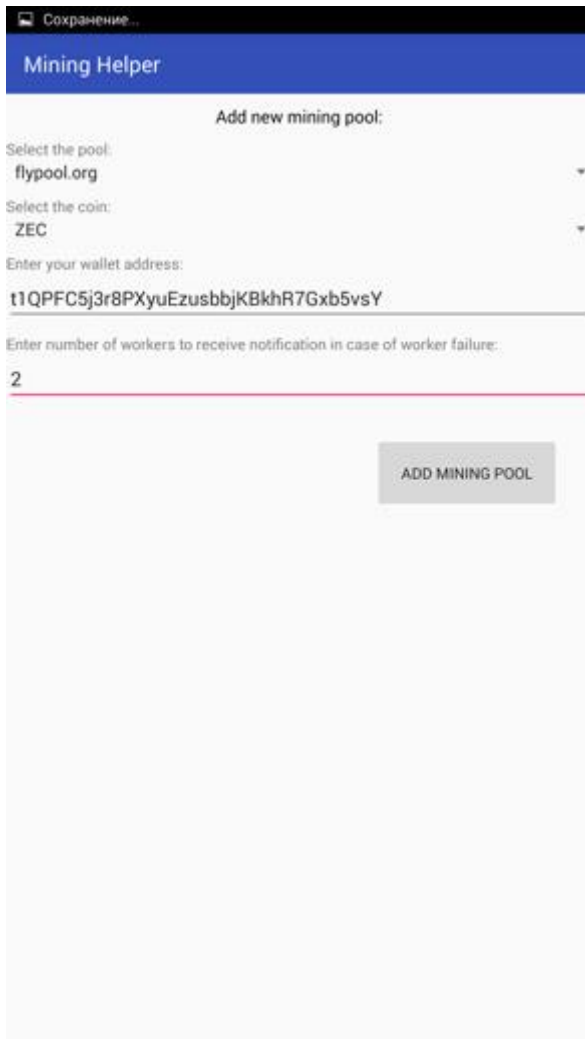 Сохранение...
Mining Helper
Add new mining pool:
Select the pool:
flypool.org
Select the coin:
ZEC
Enter your wallet address:
t1QPFC5j3r8PXyuEzusbbjKBkhR7Gxb5vsY
Enter number of workers to receive notification in case of worker failure:
2
ADD MINING POOL